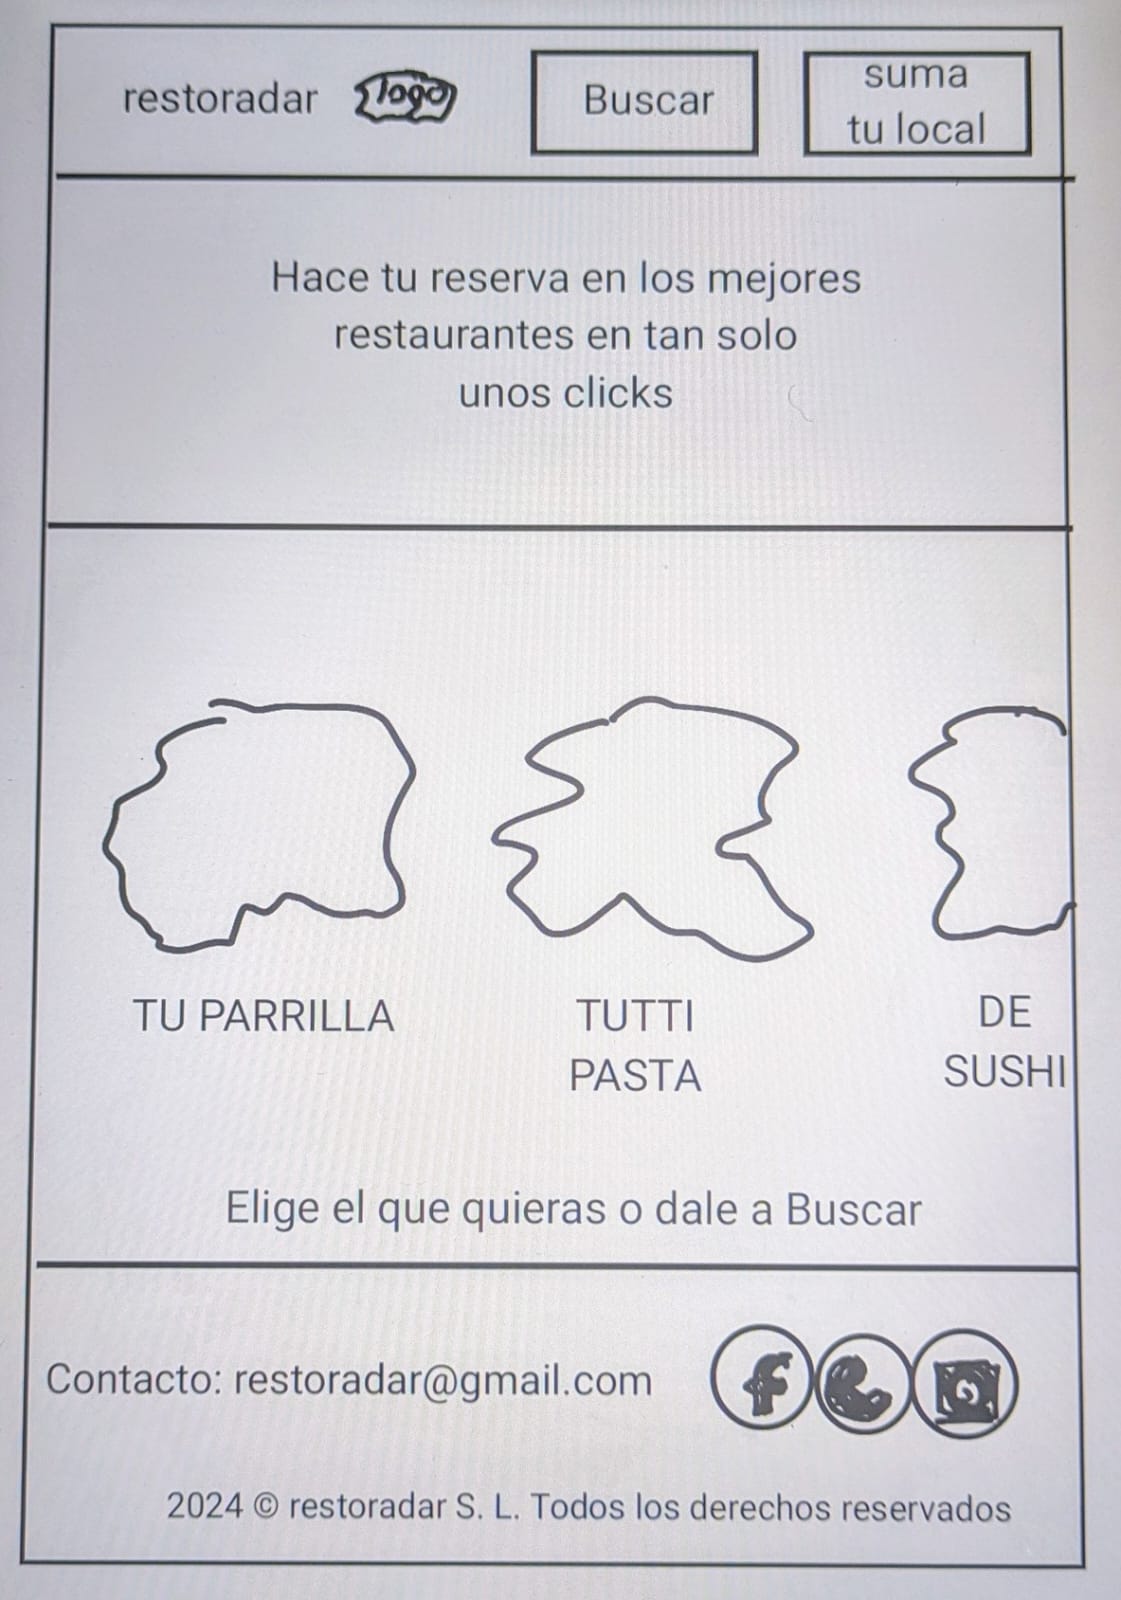 restoradar logo Buscar suma
tu local
Hace tu reserva en los mejores
restaurantes en tan solo
unos clicks
TU PARRILLA
TUTTI
PASTA
DE
SUSHI
Elige el que quieras o dale a Buscar
Contacto: restoradar@gmail.com f
2024 © restoradar S. L. Todos los derechos reservados